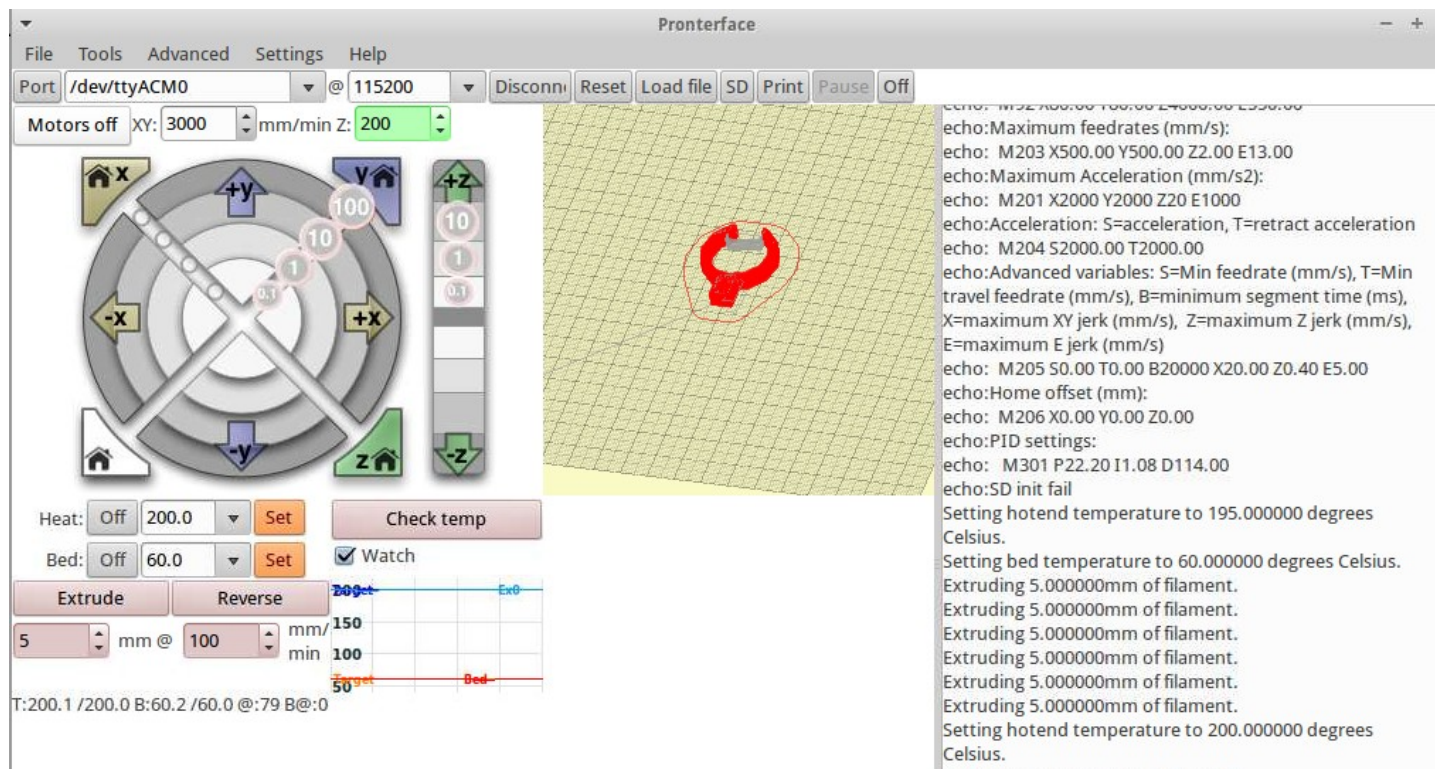 Pronterface
File Tools Advanced Settings Help
Port /dev/ttyACM0 @ 115200 Disconn Reset Load file SD Print Pause Off
Motors off XY: 3000 mm/min Z: 200
x
+y
y
100
10
1
0.1
-x
+x
-y
z
+z
10
1
0.1
-z
Heat: Off 200.0 Set Check temp
Bed: Off 60.0 Set Watch
Extrude Reverse
5 mm @ 100 mm/
min
Target
Ex0
150
100
Target
Bed
50
T:200.1 /200.0 B:60.2 /60.0 @:79 B@:0
echo:Maximum feedrates (mm/s):
echo: M203 X500.00 Y500.00 Z2.00 E13.00
echo:Maximum Acceleration (mm/s2):
echo: M201 X2000 Y2000 Z20 E1000
echo:Acceleration: S=acceleration, T=retract acceleration
echo: M204 S2000.00 T2000.00
echo:Advanced variables: S=Min feedrate (mm/s), T=Min
travel feedrate (mm/s), B=minimum segment time (ms),
X=maximum XY jerk (mm/s), Z=maximum Z jerk (mm/s),
E=maximum E jerk (mm/s)
echo: M205 S0.00 T0.00 B20000 X20.00 Z0.40 E5.00
echo:Home offset (mm):
echo: M206 X0.00 Y0.00 Z0.00
echo:PID settings:
echo: M301 P22.20 I1.08 D114.00
echo:SD init fail
Setting hotend temperature to 195.000000 degrees
Celsius.
Setting bed temperature to 60.000000 degrees Celsius.
Extruding 5.000000mm of filament.
Extruding 5.000000mm of filament.
Extruding 5.000000mm of filament.
Extruding 5.000000mm of filament.
Extruding 5.000000mm of filament.
Extruding 5.000000mm of filament.
Setting hotend temperature to 200.000000 degrees
Celsius.